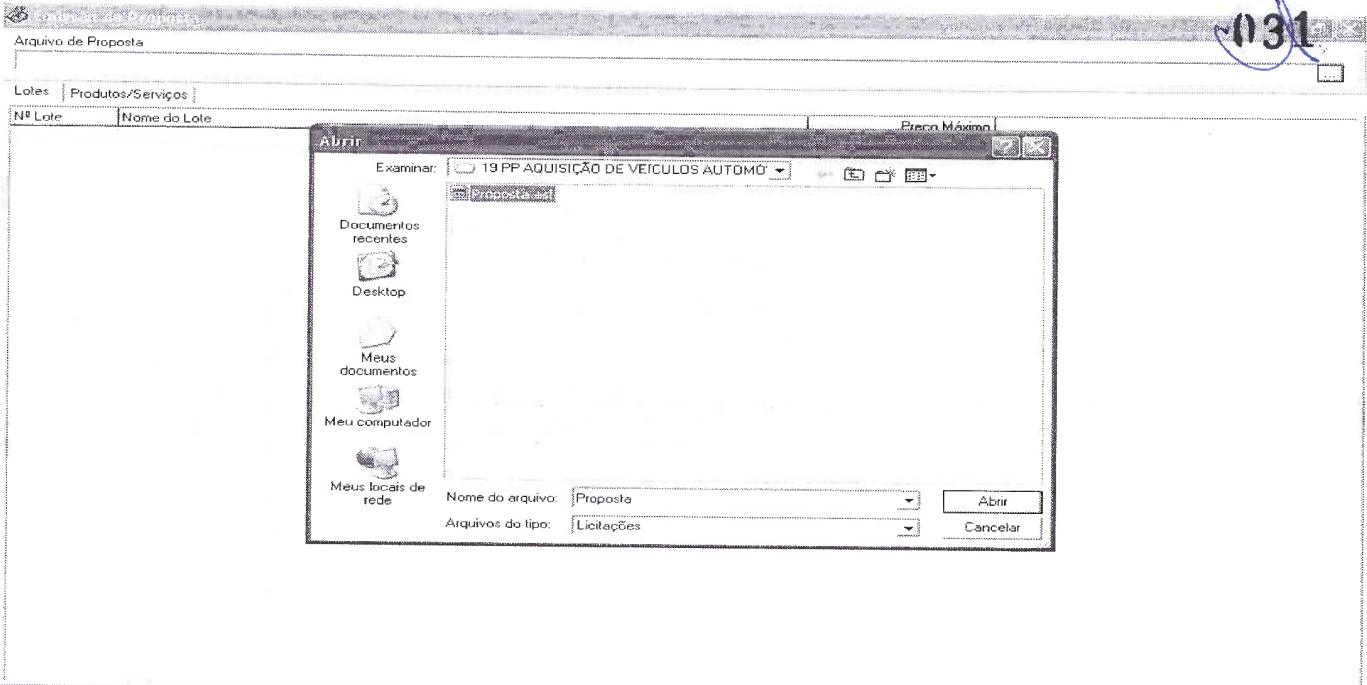 031
Arquivo de Proposta
...
Lotes Produtos/Serviços
Nº Lote Nome do Lote Preço Máximo
Abrir
Examinar: 19 PP AQUISIÇÃO DE VEÍCULOS AUTOMÓ
Proposta.esl
Documentos
recentes
Desktop
Meus
documentos
Meu computador
Meus locais de
rede
Nome do arquivo: Proposta Abrir
Arquivos do tipo: Licitações Cancelar